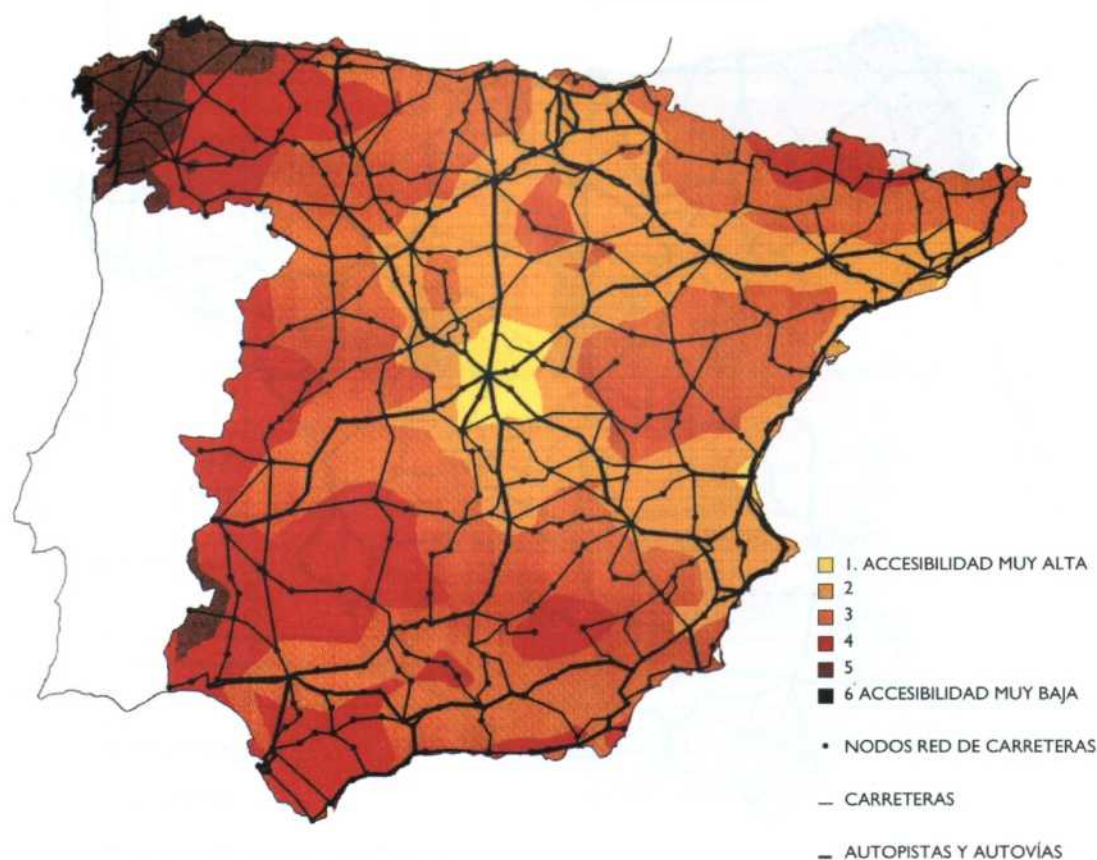 1. ACCESIBILIDAD MUY ALTA
2
3
4
5
6 ACCESIBILIDAD MUY BAJA
NODOS RED DE CARRETERAS
CARRETERAS
AUTOPISTAS Y AUTOVÍAS